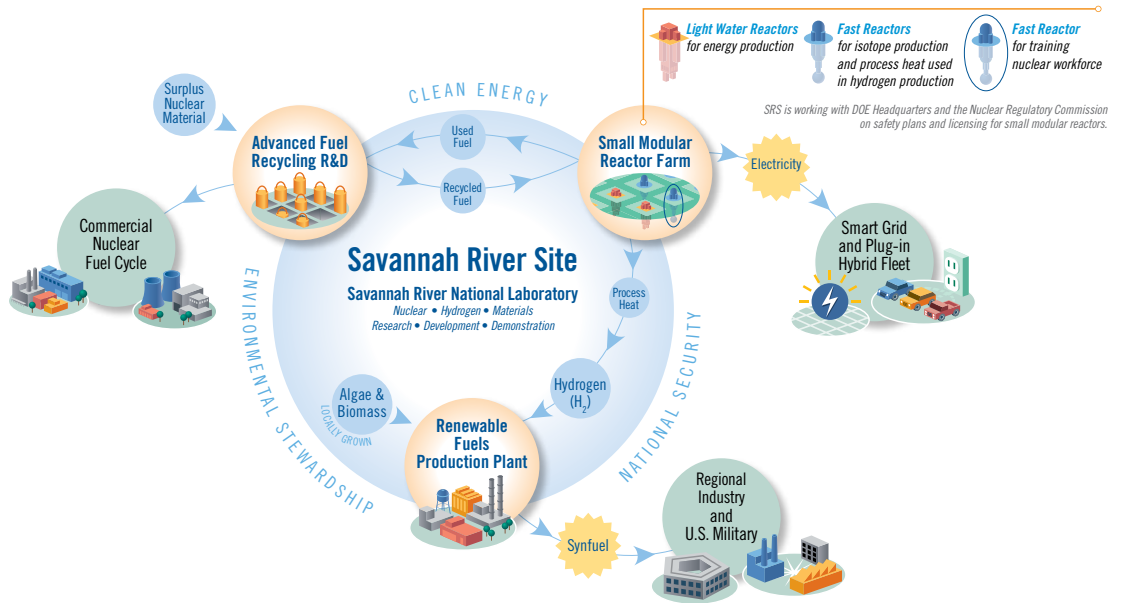 Light Water Reactors
for energy production
Fast Reactors
for isotope production
and process heat used
in hydrogen production
Fast Reactor
for training
nuclear workforce
SRS is working with DOE Headquarters and the Nuclear Regulatory Commission
on safety plans and licensing for small modular reactors.
Surplus
Nuclear
Material
CLEAN ENERGY
Advanced Fuel
Recycling R&D
Used
Fuel
Recycled
Fuel
Small Modular
Reactor Farm
Electricity
Commercial
Nuclear
Fuel Cycle
Smart Grid
and Plug-in
Hybrid Fleet
Savannah River Site
Savannah River National Laboratory
Nuclear • Hydrogen • Materials
Research • Development • Demonstration
Process
Heat
ENVIRONMENTAL STEWARDSHIP
NATIONAL SECURITY
Algae &
Biomass
LOCALLY GROWN
Hydrogen
(H₂)
Renewable
Fuels
Production Plant
Synfuel
Regional
Industry
and
U.S. Military